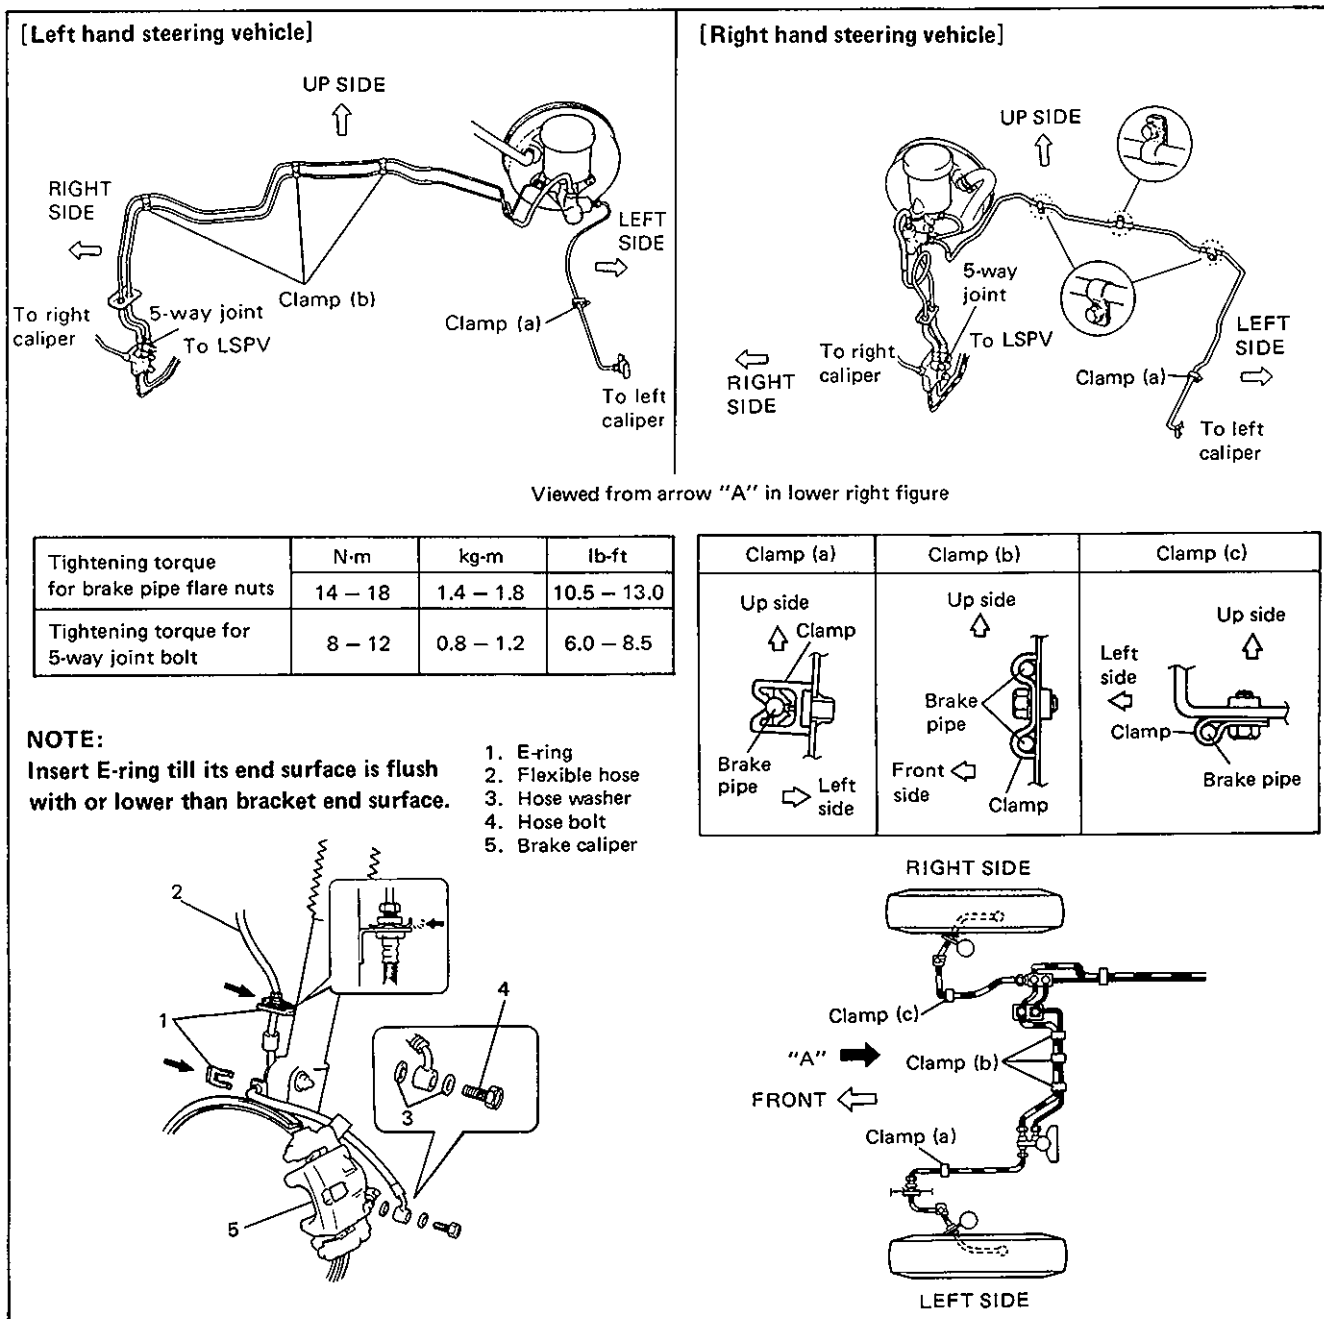 [Left hand steering vehicle]
UP SIDE
RIGHT
SIDE
LEFT
SIDE
Clamp (b)
Clamp (a)
To right
caliper
5-way joint
To LSPV
To left
caliper
[Right hand steering vehicle]
UP SIDE
5-way
joint
To right
caliper
To LSPV
RIGHT
SIDE
LEFT
SIDE
Clamp (a)
To left
caliper
Viewed from arrow "A" in lower right figure
Tightening torque
for brake pipe flare nuts
N·m
kg-m
lb-ft
14 – 18
1.4 – 1.8
10.5 – 13.0
Tightening torque for
5-way joint bolt
8 – 12
0.8 – 1.2
6.0 – 8.5
Clamp (a)
Clamp (b)
Clamp (c)
Up side
Clamp
Brake
pipe
Left
side
Up side
Brake
pipe
Front
side
Clamp
Up side
Left
side
Clamp
Brake pipe
NOTE:
Insert E-ring till its end surface is flush
with or lower than bracket end surface.
1. E-ring
2. Flexible hose
3. Hose washer
4. Hose bolt
5. Brake caliper
2
1
4
3
5
RIGHT SIDE
Clamp (c)
"A"
Clamp (b)
FRONT
Clamp (a)
LEFT SIDE